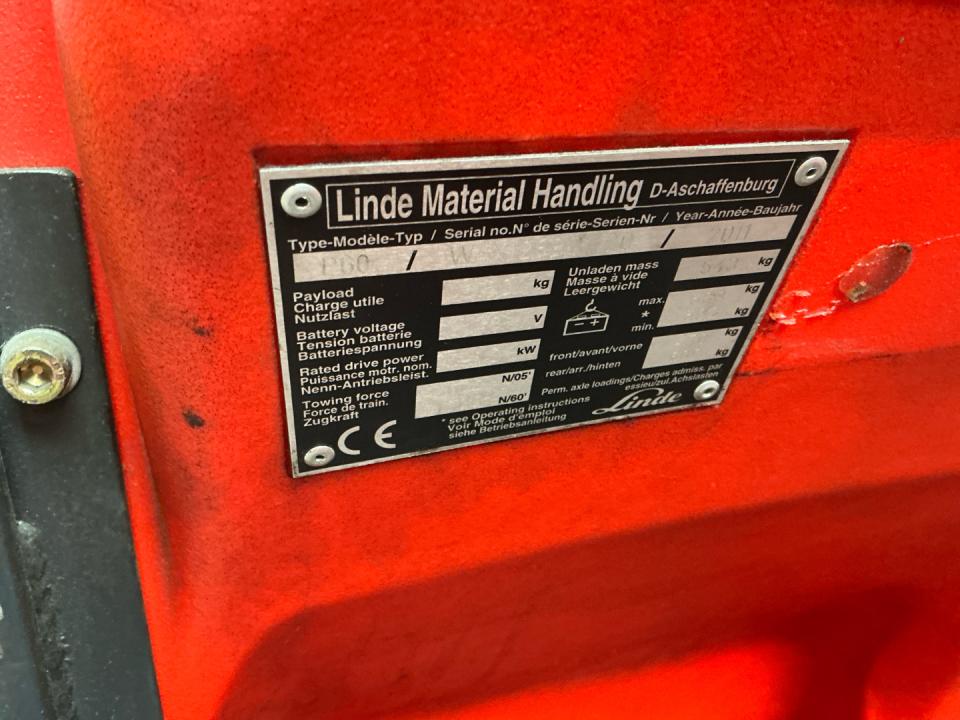 Linde Material Handling D-Aschaffenburg
Type-Modèle-Typ / Serial no.N° de série-Serien-Nr / Year-Année-Baujahr
P60 / W /
Payload
Charge utile
Nutzlast
kg
Battery voltage
Tension batterie
Batteriespannung
V
Rated drive power
Puissance motr. nom.
Nenn-Antriebsleist.
kW
Towing force
Force de train.
Zugkraft
N/05'
N/60'
Unladen mass
Masse à vide
Leergewicht
kg
- +
max.
*
min.
kg
kg
front/avant/vorne
rear/arr./hinten
kg
kg
Perm. axle loadings/Charges admiss. par
essieu/zul.Achslasten
* see Operating instructions
Voir Mode d'emploi
siehe Betriebsanleitung
Linde
CE